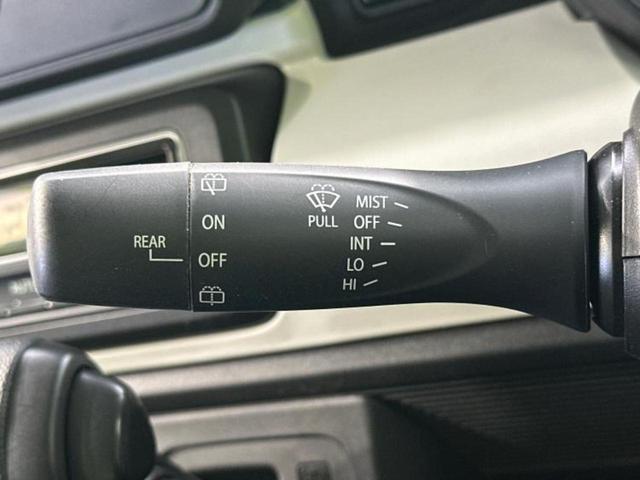 REAR
ON
OFF
PULL
MIST
OFF
INT
LO
HI